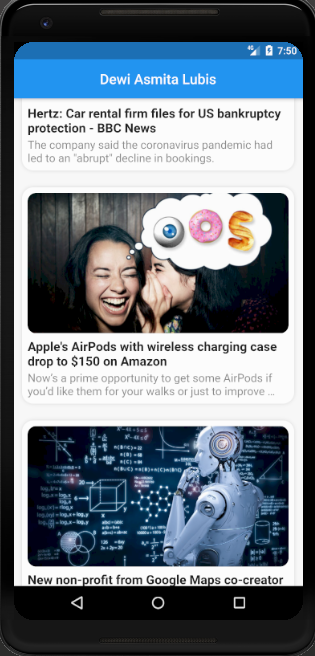 4G 7:50
Dewi Asmita Lubis
Hertz: Car rental firm files for US bankruptcy
protection - BBC News
The company said the coronavirus pandemic had
led to an "abrupt" decline in bookings.
Apple's AirPods with wireless charging case
drop to $150 on Amazon
Now's a prime opportunity to get some AirPods if
you'd like them for your walks or just to improve ...
New non-profit from Google Maps co-creator